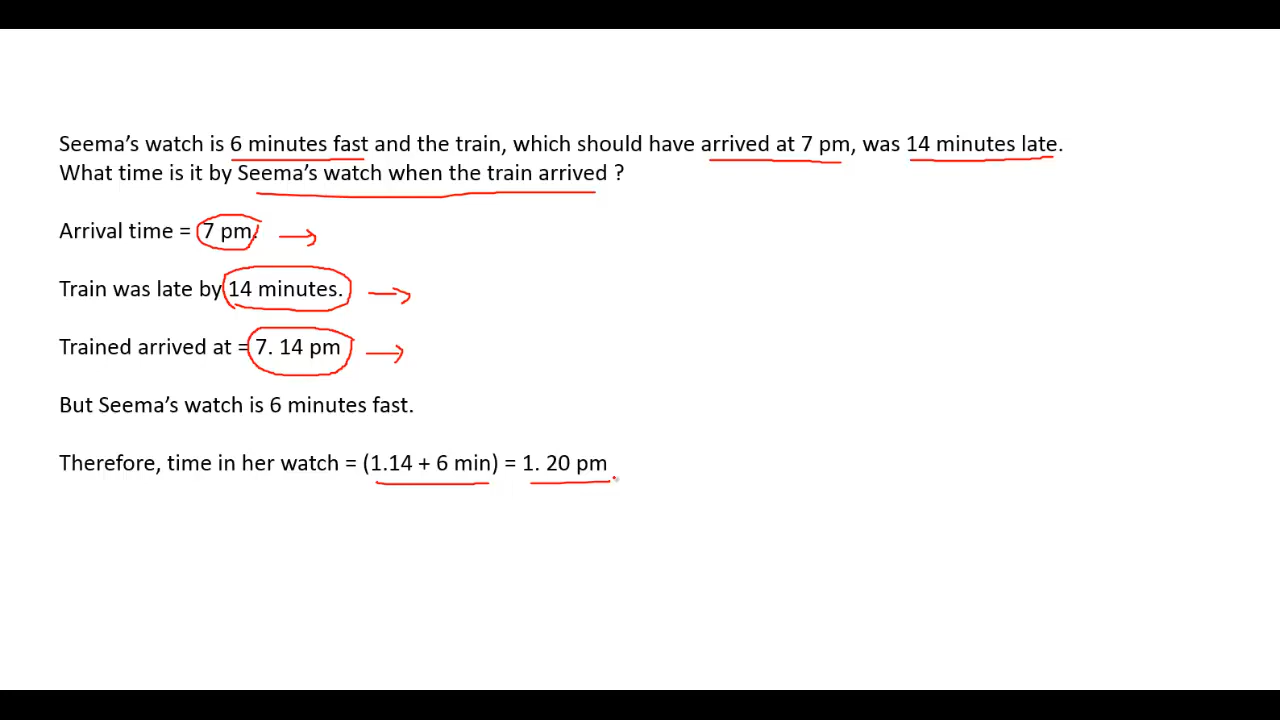 Seema’s watch is 6 minutes fast and the train, which should have arrived at 7 pm, was 14 minutes late.
What time is it by Seema’s watch when the train arrived ?
Arrival time = 7 pm.
Train was late by 14 minutes.
Trained arrived at = 7. 14 pm
But Seema’s watch is 6 minutes fast.
Therefore, time in her watch = (1.14 + 6 min) = 1. 20 pm